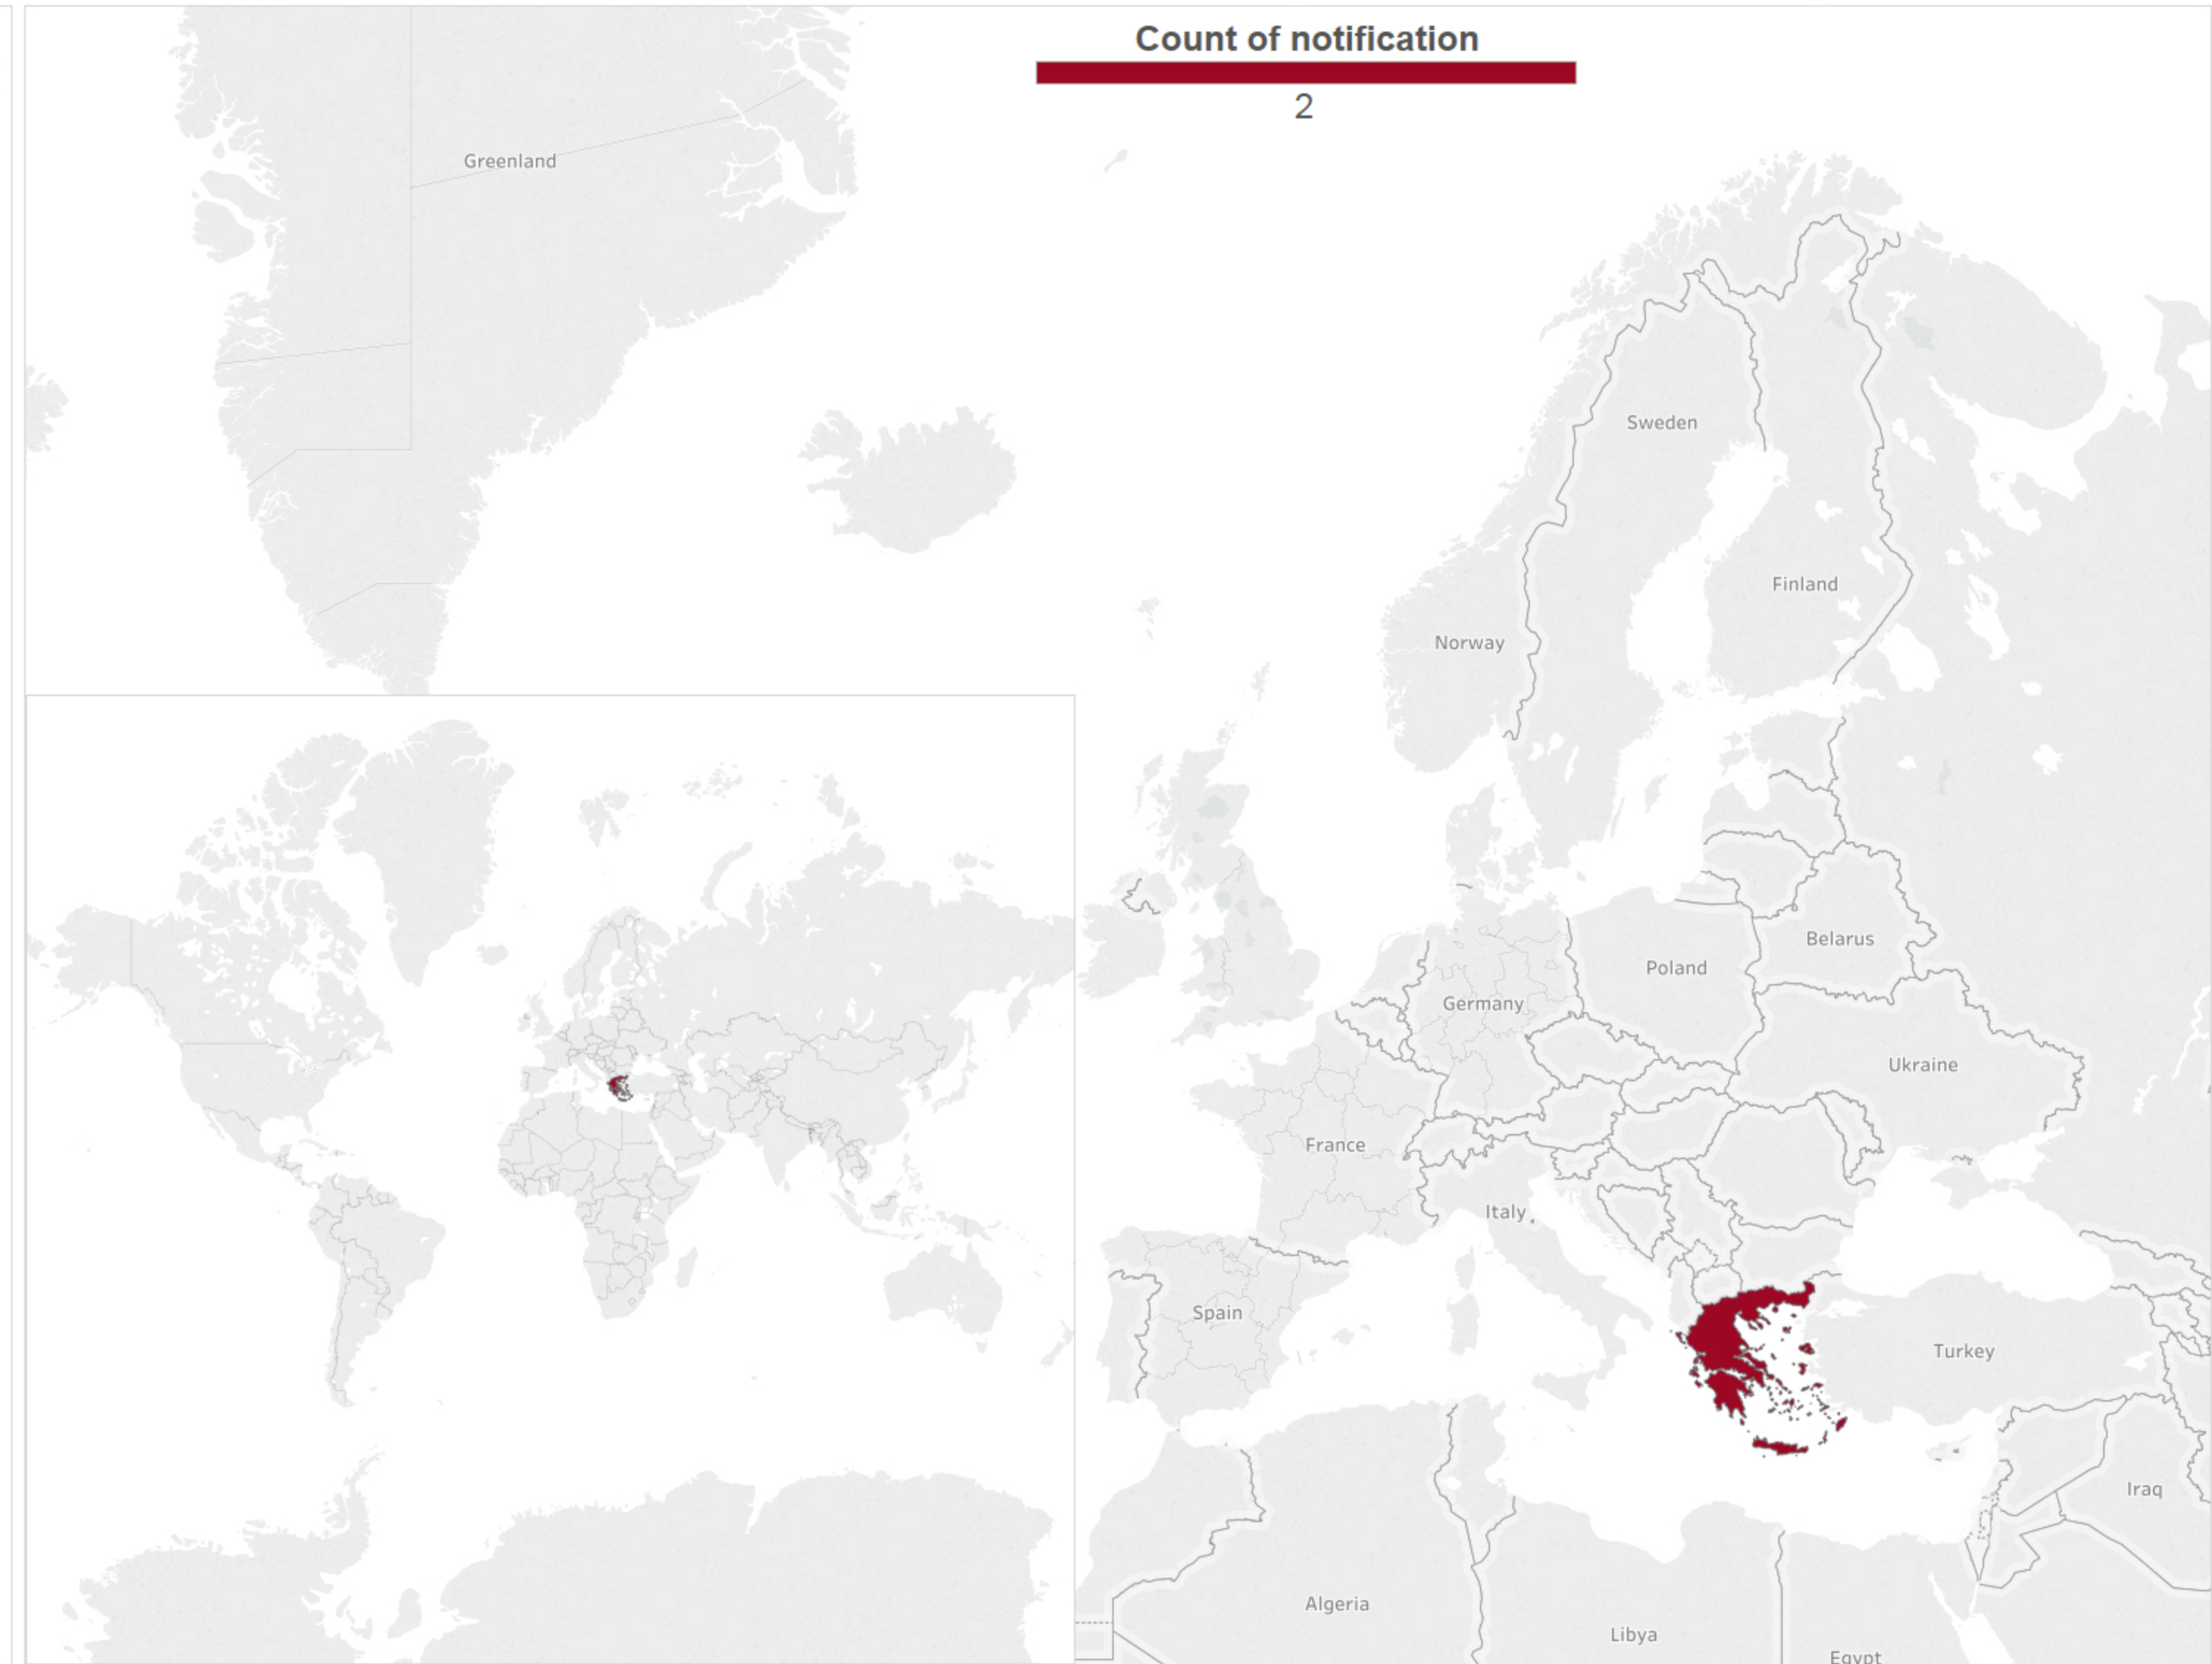 Count of notification
2
Greenland
Sweden
Finland
Norway
Belarus
Poland
Germany
Ukraine
France
Italy
Spain
Turkey
Iraq
Algeria
Libya
Egypt